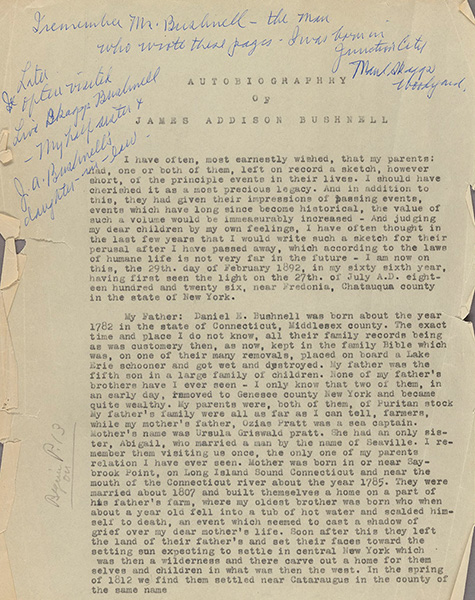 I remember Mr. Bushnell - the man
who wrote these pages - I was born in
Junction City
Maud Skaggs
Woodyard.
Later
I often visited
Lina Skaggs Bushnell
- My half sister &
J. A. Bushnell's
daughter-in-law -
AUTOBIOGRAPHRY
OF
JAMES ADDISON BUSHNELL
I have often, most earnestly wished, that my parents:
had, one or both of them, left on record a sketch, however
short, of the principle events in their lives. I should have
cherished it as a most precious legacy. And in addition to
this, they had given their impressions of passing events,
events which have long since become historical, the value of
such a volume would be immeasurably increased - And judging
my dear children by my own feelings, I have often thought in
the last few years that I would write such a sketch for their
perusal after I have passed away, which according to the laws
of humane life is not very far in the future - I am now on
this, the 29th. day of February 1892, in my sixty sixth year,
having first seen the light on the 27th. of July A.D. eight-
een hundred and twenty six, near Fredonia, Chatauqua county
in the state of New York.
My Father: Daniel E. Bushnell was born about the year
1782 in the state of Connecticut, Middlesex county. The exact
time and place I do not know, all their family records being
as was customery then, as now, kept in the family Bible which
was, on one of their many removals, placed on board a Lake
Erie schooner and got wet and dystroyed. My father was the
fifth son in a large family of children. None of my father's
brothers have I ever seen - I only know that two of them, in
an early day, removed to Genesee county New York and became
quite wealthy. My parents were, both of them, of Puritan stock
My father's family were all as far as I can tell, farmers,
while my mother's father, Ozias Pratt was a sea captain.
Mother's name was Ursula Griswald pratt. She had an only sis-
ter, Abigail, who married a man by the name of Seaville. I re-
member them visiting us once, the only one of my parents
relation I have ever seen. Mother was born in or near Say-
brook Point, on Long Island Sound Connecticut and near the
mouth of the Connecticut river about the year 1785. They were
married about 1807 and built themselves a home on a part of
his father's farm, where my oldest brother was born who when
about a year old fell into a tub of hot water and scalded him-
self to death, an event which seemed to cast a shadow of
grief over my dear mother's life. Soon after this they left
the land of their father's and set their faces toward the
setting sun expecting to settle in central New York which
was then a wilderness and there carve out a home for them
selves and children in what was then the west. In the spring
of 1812 we find them settled near Cataraugus in the county of
the same name